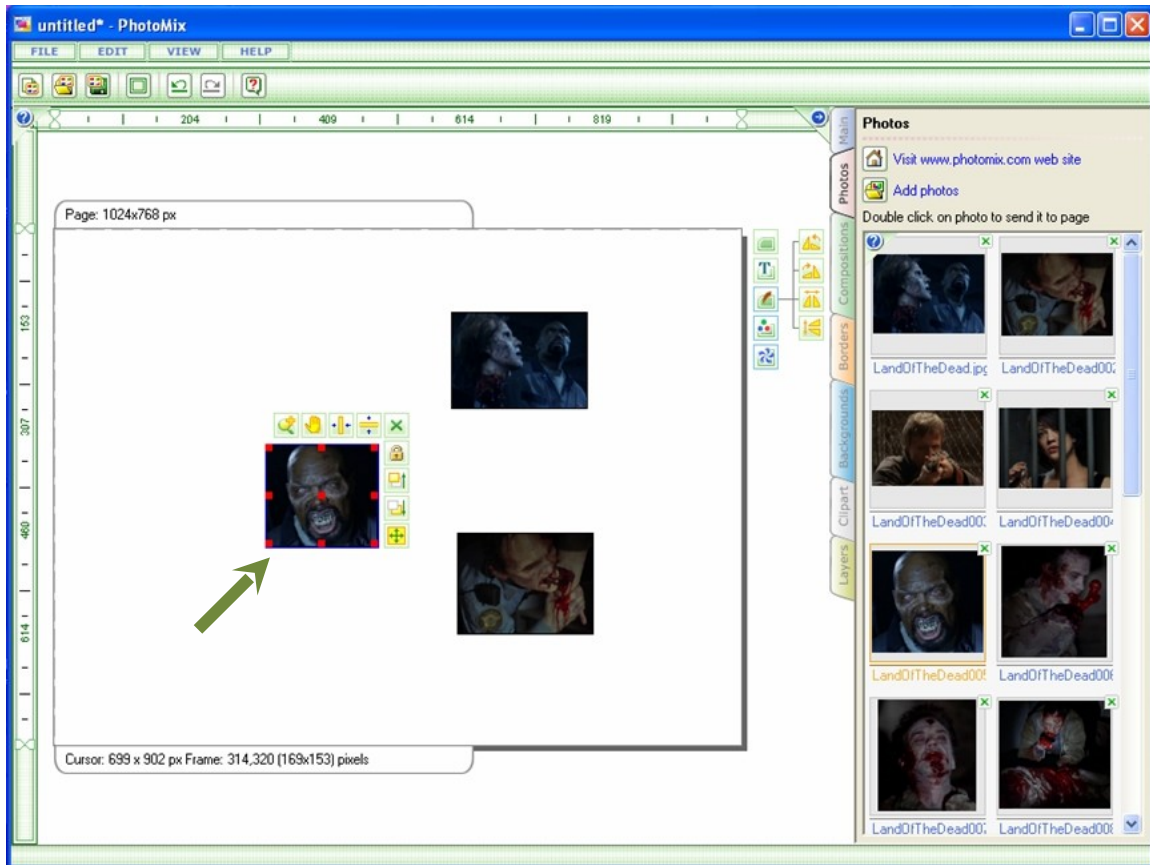 untitled* - PhotoMix
FILE EDIT VIEW HELP
204 409 614 819
Page: 1024x768 px
153
307
460
614
Cursor: 699 x 902 px Frame: 314,320 (169x153) pixels
Main
Photos
Compositions
Borders
Backgrounds
Clipart
Layers
Photos
Visit www.photomix.com web site
Add photos
Double click on photo to send it to page
LandOfTheDead.jpg LandOfTheDead002
LandOfTheDead003 LandOfTheDead004
LandOfTheDead005 LandOfTheDead006
LandOfTheDead007 LandOfTheDead008